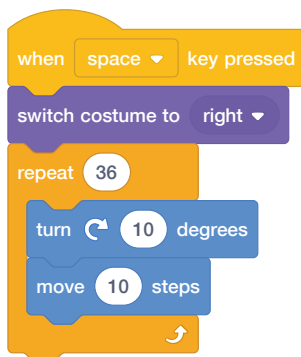 when space key pressed
switch costume to right
repeat 36
turn 10 degrees
move 10 steps